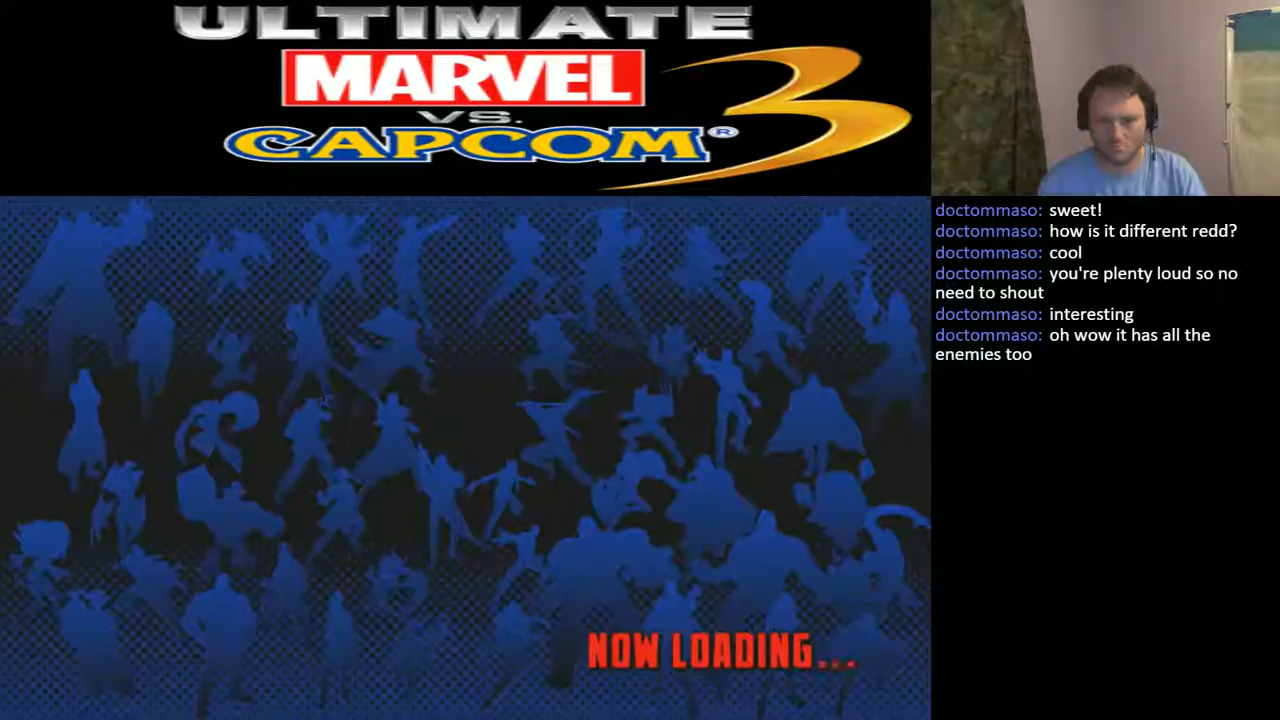 ULTIMATE
MARVEL
VS.
CAPCOM® 3
doctommaso: sweet!
doctommaso: how is it different redd?
doctommaso: cool
doctommaso: you're plenty loud so no
need to shout
doctommaso: interesting
doctommaso: oh wow it has all the
enemies too
NOW LOADING...